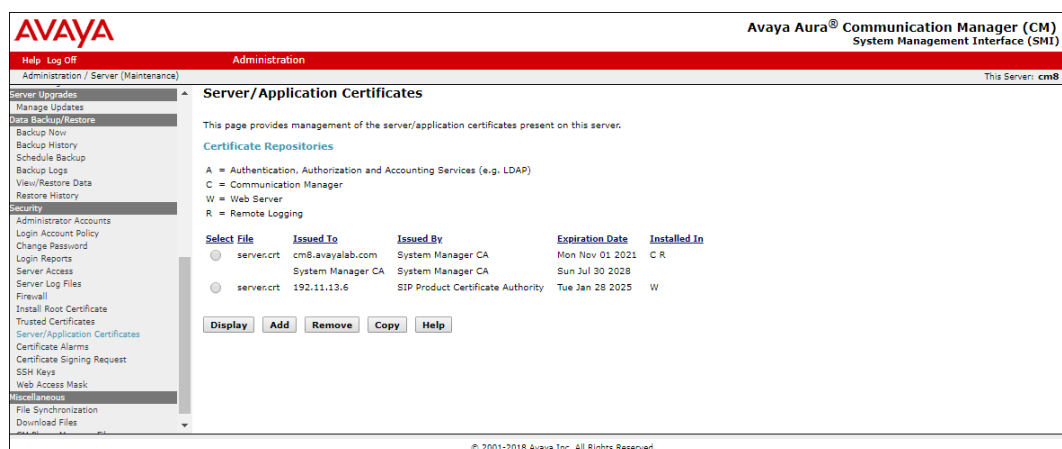 AVAYA
Avaya Aura® Communication Manager (CM)
System Management Interface (SMI)
Help Log Off
Administration
Administration / Server (Maintenance)
This Server: cm8
Server Upgrades
Manage Updates
Data Backup/Restore
Backup Now
Backup History
Schedule Backup
Backup Logs
View/Restore Data
Restore History
Security
Administrator Accounts
Login Account Policy
Change Password
Login Reports
Server Access
Server Log Files
Firewall
Install Root Certificate
Trusted Certificates
Server/Application Certificates
Certificate Alarms
Certificate Signing Request
SSH Keys
Web Access Mask
Miscellaneous
File Synchronization
Download Files
Server/Application Certificates
This page provides management of the server/application certificates present on this server.
Certificate Repositories
A = Authentication, Authorization and Accounting Services (e.g. LDAP)
C = Communication Manager
W = Web Server
R = Remote Logging
Select File Issued To Issued By Expiration Date Installed In
server.crt cm8.avayalab.com System Manager CA Mon Nov 01 2021 C R
System Manager CA System Manager CA Sun Jul 30 2028
server.crt 192.11.13.6 SIP Product Certificate Authority Tue Jan 28 2025 W
Display Add Remove Copy Help
© 2001-2018 Avaya Inc. All Rights Reserved